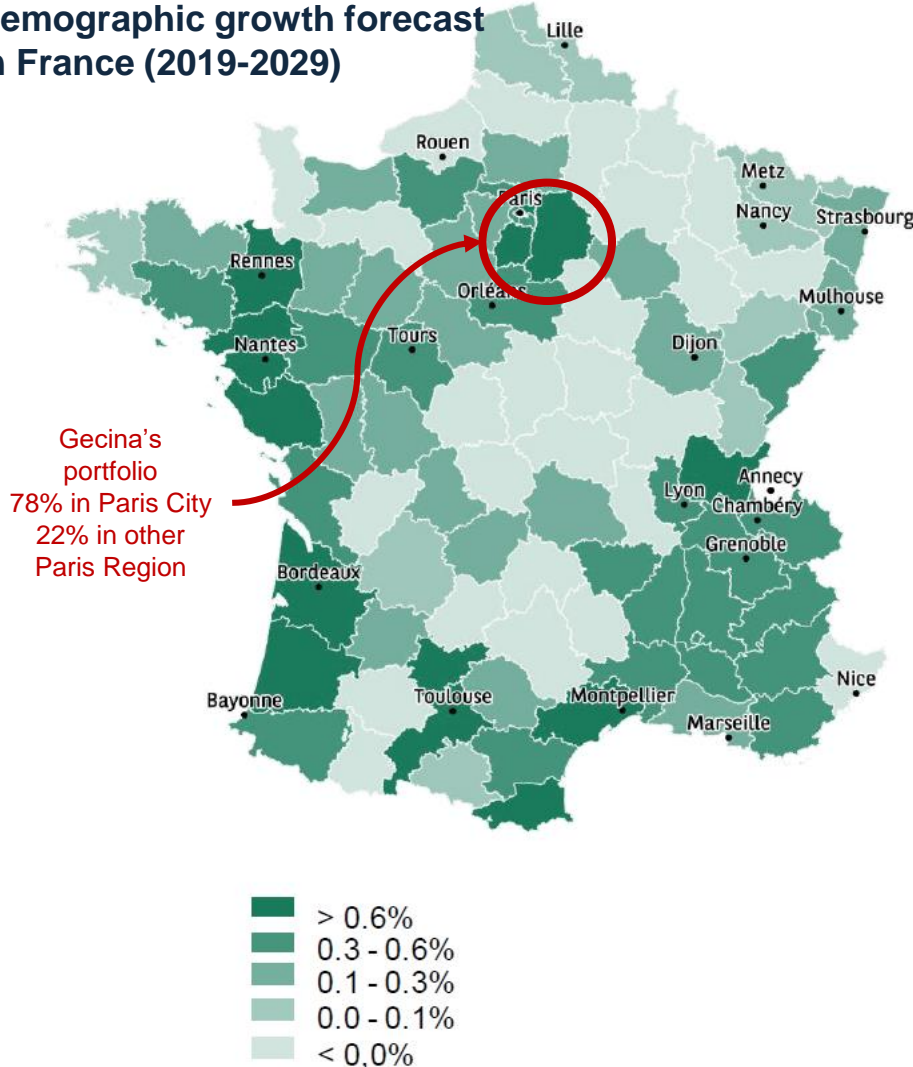 emographic growth forecast
n France (2019-2029)
Lille
Rouen
Metz
Paris
Nancy
Strasbourg
Rennes
Orléans
Mulhouse
Nantes
Tours
Dijon
Gecina's
portfolio
78% in Paris City
22% in other
Paris Region
Annecy
Lyon
Chambéry
Grenoble
Bordeaux
Nice
Bayonne
Toulouse
Montpellier
Marseille
> 0.6%
0.3 - 0.6%
0.1 - 0.3%
0.0 - 0.1%
< 0,0%